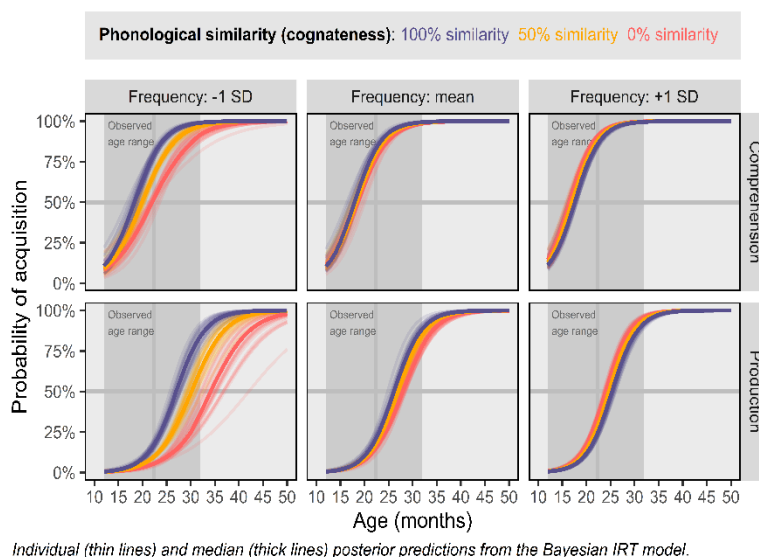 Phonological similarity (cognateness): 100% similarity 50% similarity 0% similarity
Frequency: -1 SD Frequency: mean Frequency: +1 SD
Probability of acquisition
100% Observed Observed Observed
age range age range age range
75%
50%
25%
0%
Comprehension
100% Observed Observed Observed
age range age range age range
75%
50%
25%
0%
Production
10 15 20 25 30 35 40 45 50 10 15 20 25 30 35 40 45 50 10 15 20 25 30 35 40 45 50
Age (months)
Individual (thin lines) and median (thick lines) posterior predictions from the Bayesian IRT model.